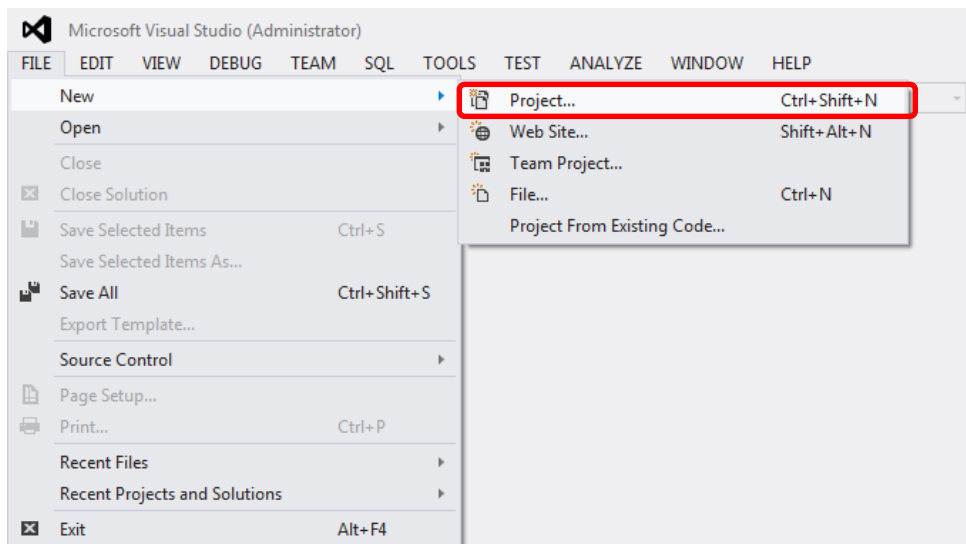 Microsoft Visual Studio (Administrator)
FILE EDIT VIEW DEBUG TEAM SQL TOOLS TEST ANALYZE WINDOW HELP
New
Open
Close
Close Solution
Save Selected Items Ctrl+S
Save Selected Items As...
Save All Ctrl+Shift+S
Export Template...
Source Control
Page Setup...
Print... Ctrl+P
Recent Files
Recent Projects and Solutions
Exit Alt+F4
Project... Ctrl+Shift+N
Web Site... Shift+Alt+N
Team Project...
File... Ctrl+N
Project From Existing Code...